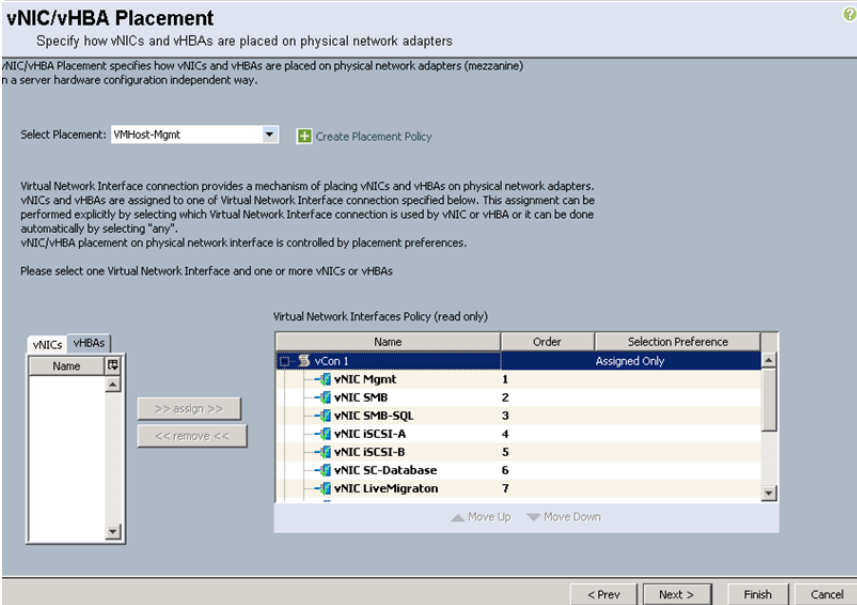 vNIC/vHBA Placement
Specify how vNICs and vHBAs are placed on physical network adapters
vNIC/vHBA Placement specifies how vNICs and vHBAs are placed on physical network adapters (mezzanine)
n a server hardware configuration independent way.
Select Placement: VMHost-Mgmt Create Placement Policy
Virtual Network Interface connection provides a mechanism of placing vNICs and vHBAs on physical network adapters.
vNICs and vHBAs are assigned to one of Virtual Network Interface connection specified below. This assignment can be
performed explicitly by selecting which Virtual Network Interface connection is used by vNIC or vHBA or it can be done
automatically by selecting "any".
vNIC/vHBA placement on physical network interface is controlled by placement preferences.
Please select one Virtual Network Interface and one or more vNICs or vHBAs
Virtual Network Interfaces Policy (read only)
vNICs vHBAs
Name
>> assign >>
<< remove <<
Name Order Selection Preference
vCon 1 Assigned Only
vNIC Mgmt 1
vNIC SMB 2
vNIC SMB-SQL 3
vNIC iSCSI-A 4
vNIC iSCSI-B 5
vNIC SC-Database 6
vNIC LiveMigraton 7
Move Up Move Down
< Prev Next > Finish Cancel